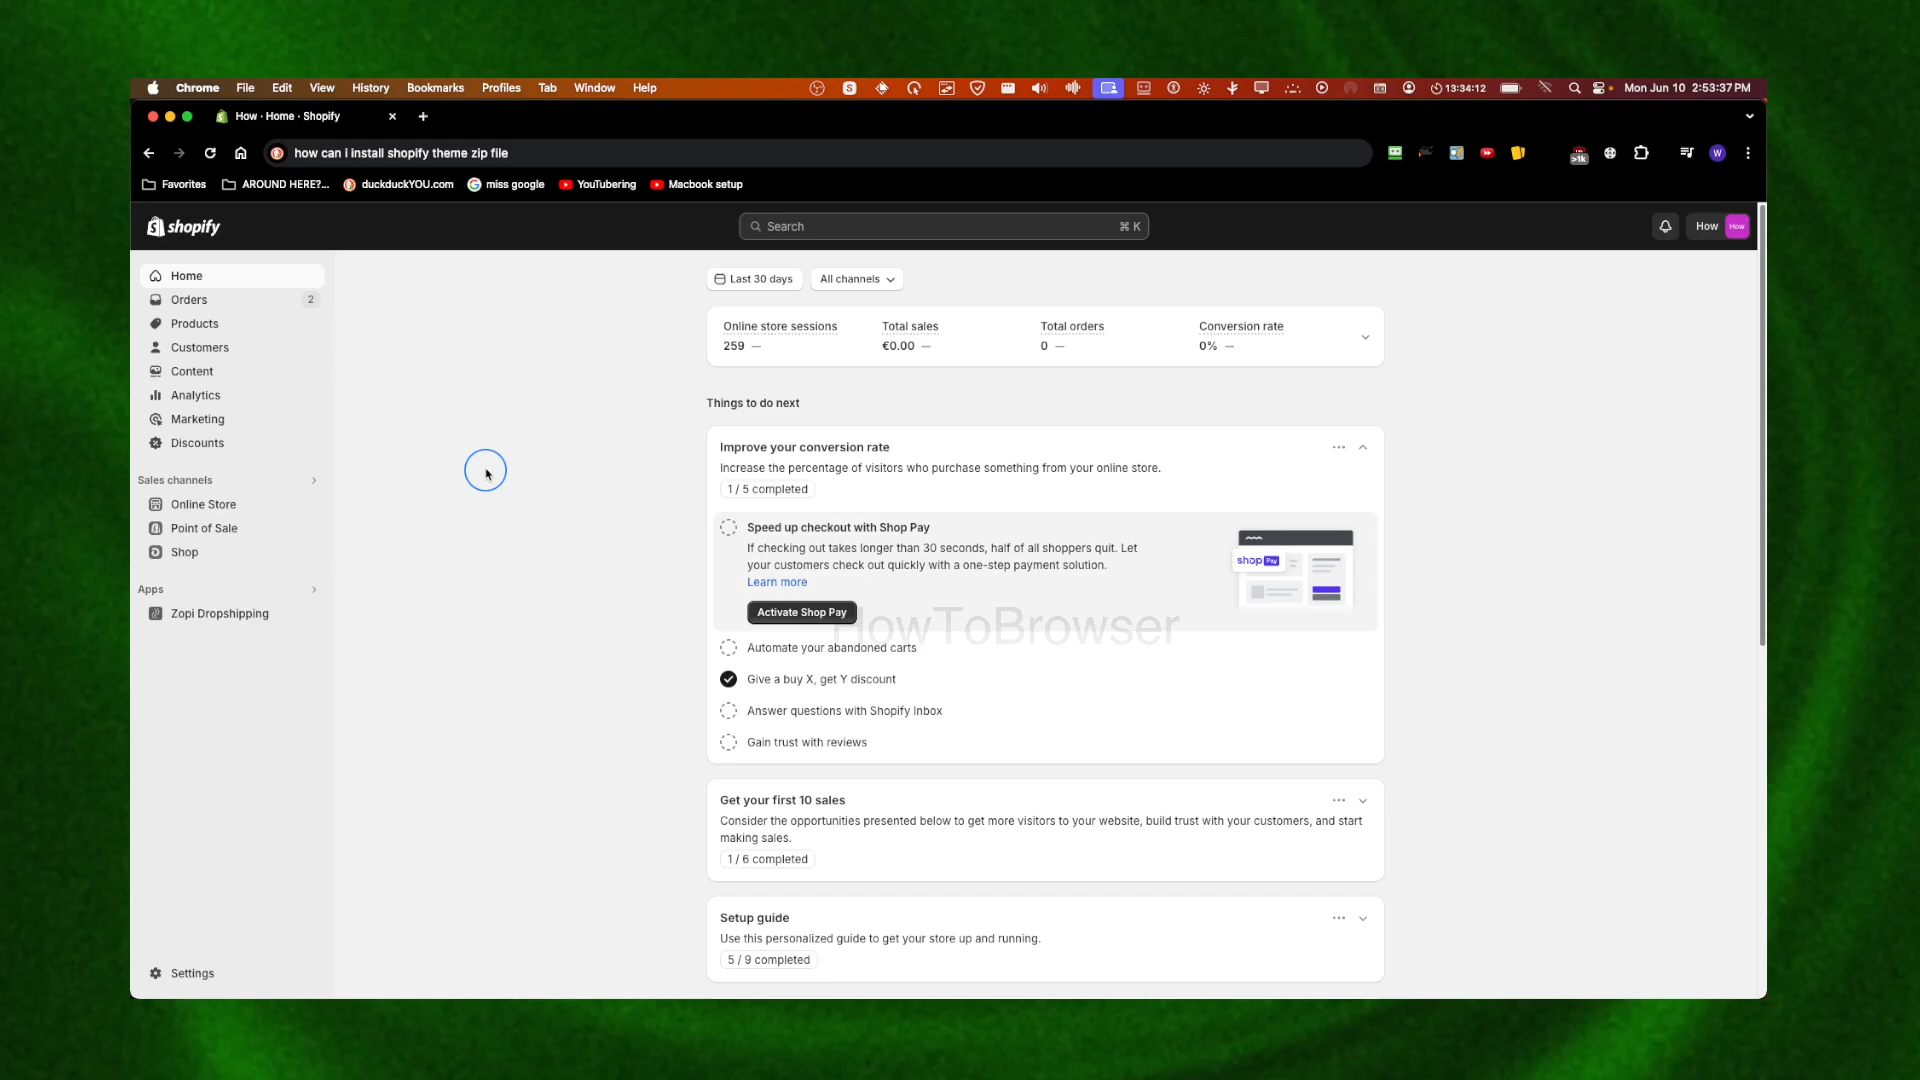 Chrome File Edit View History Bookmarks Profiles Tab Window Help 13:34:12 Mon Jun 10 2:53:37 PM
How · Home · Shopify
how can i install shopify theme zip file
>1k
W
Favorites AROUND HERE?... duckduckYOU.com miss google YouTubering Macbook setup
shopify
Search ⌘ K
How How
Home
Orders 2
Products
Customers
Content
Analytics
Marketing
Discounts
Sales channels
Online Store
Point of Sale
Shop
Apps
Zopi Dropshipping
Settings
Last 30 days All channels
Online store sessions Total sales Total orders Conversion rate
259 — €0.00 — 0 — 0% —
Things to do next
Improve your conversion rate
Increase the percentage of visitors who purchase something from your online store.
1 / 5 completed
Speed up checkout with Shop Pay
If checking out takes longer than 30 seconds, half of all shoppers quit. Let
your customers check out quickly with a one-step payment solution.
Learn more
shop Pay
Activate Shop Pay
HowToBrowser
Automate your abandoned carts
Give a buy X, get Y discount
Answer questions with Shopify Inbox
Gain trust with reviews
Get your first 10 sales
Consider the opportunities presented below to get more visitors to your website, build trust with your customers, and start
making sales.
1 / 6 completed
Setup guide
Use this personalized guide to get your store up and running.
5 / 9 completed